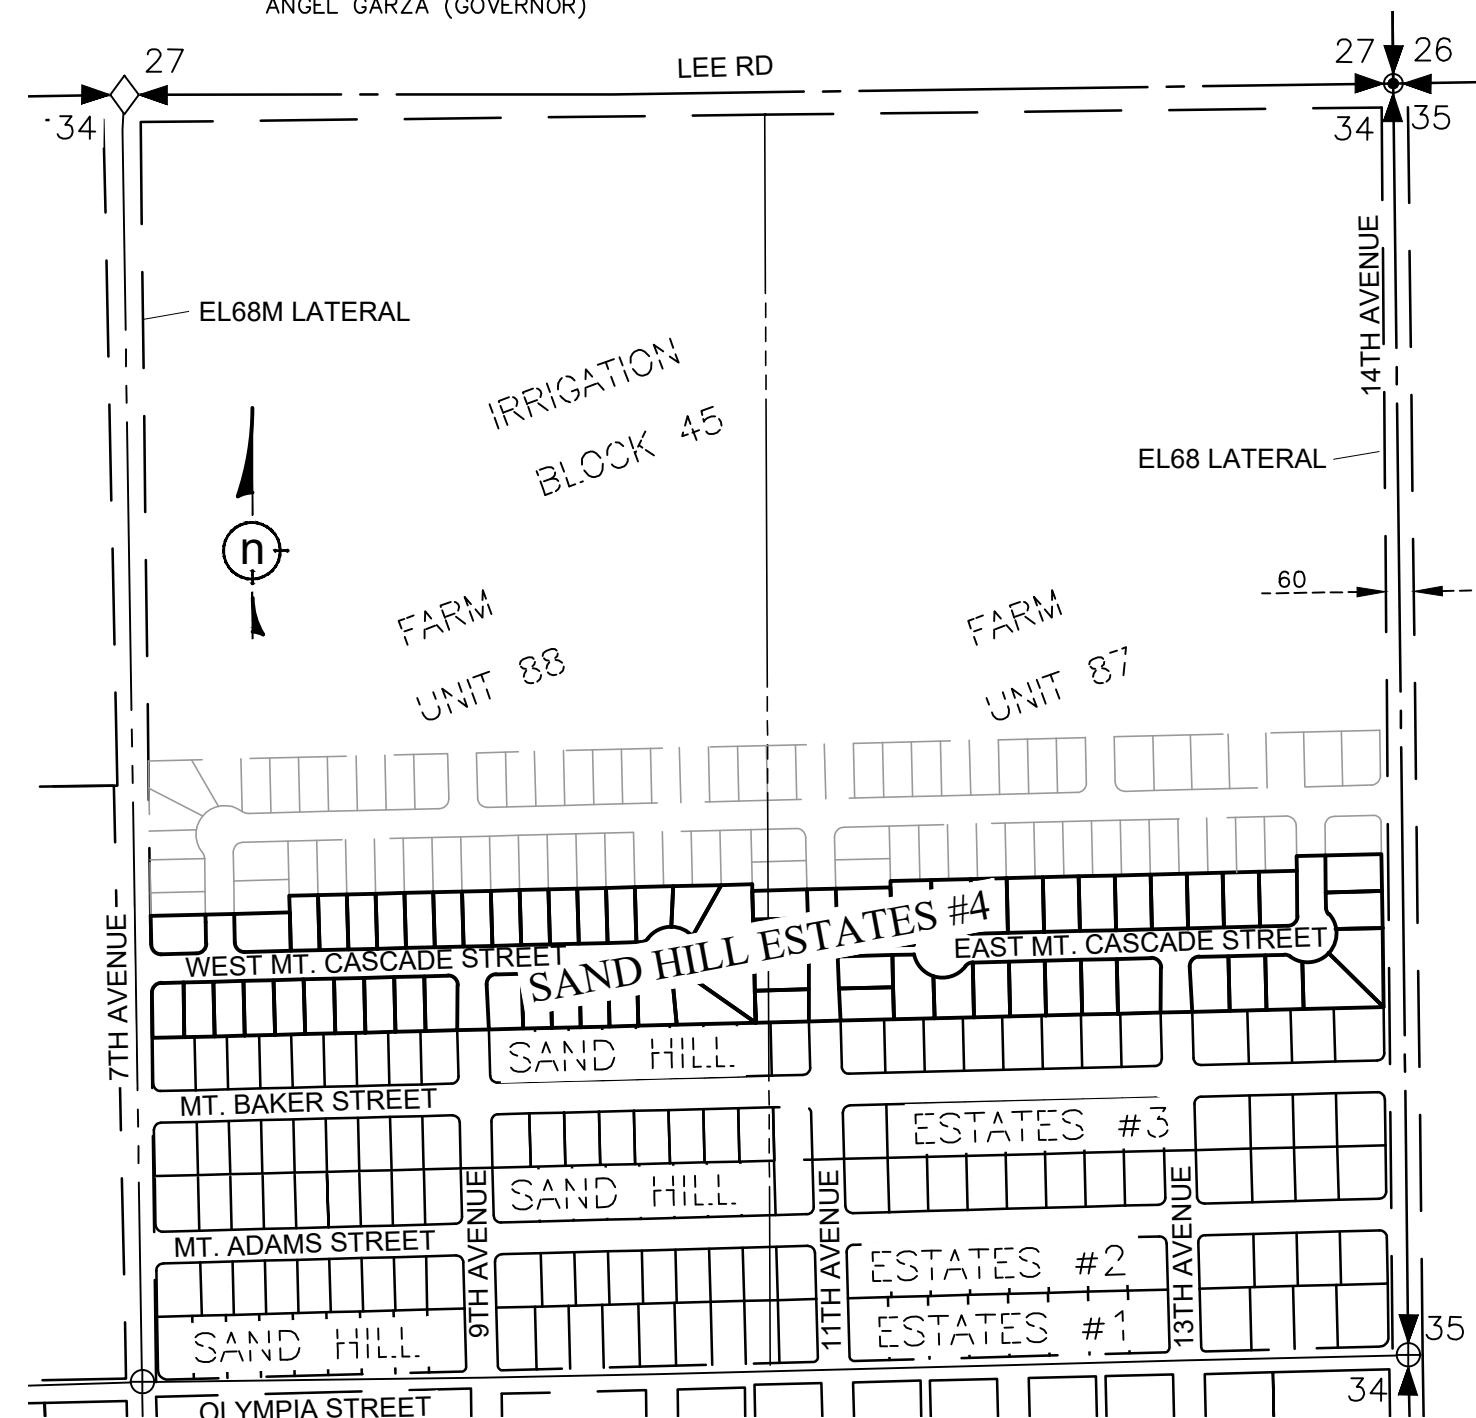 ANGEL GARZA (GOVERNOR)
27
LEE RD
27
26
34
34
35
14TH AVENUE
EL68M LATERAL
IRRIGATION
BLOCK 45
EL68 LATERAL
n
60
FARM
UNIT 88
FARM
UNIT 87
SAND HILL ESTATES #4
WEST MT. CASCADE STREET
EAST MT. CASCADE STREET
7TH AVENUE
SAND HILL
MT. BAKER STREET
ESTATES #3
SAND HILL
9TH AVENUE
11TH AVENUE
13TH AVENUE
MT. ADAMS STREET
ESTATES #2
SAND HILL
ESTATES #1
35
34
OLYMPIA STREET